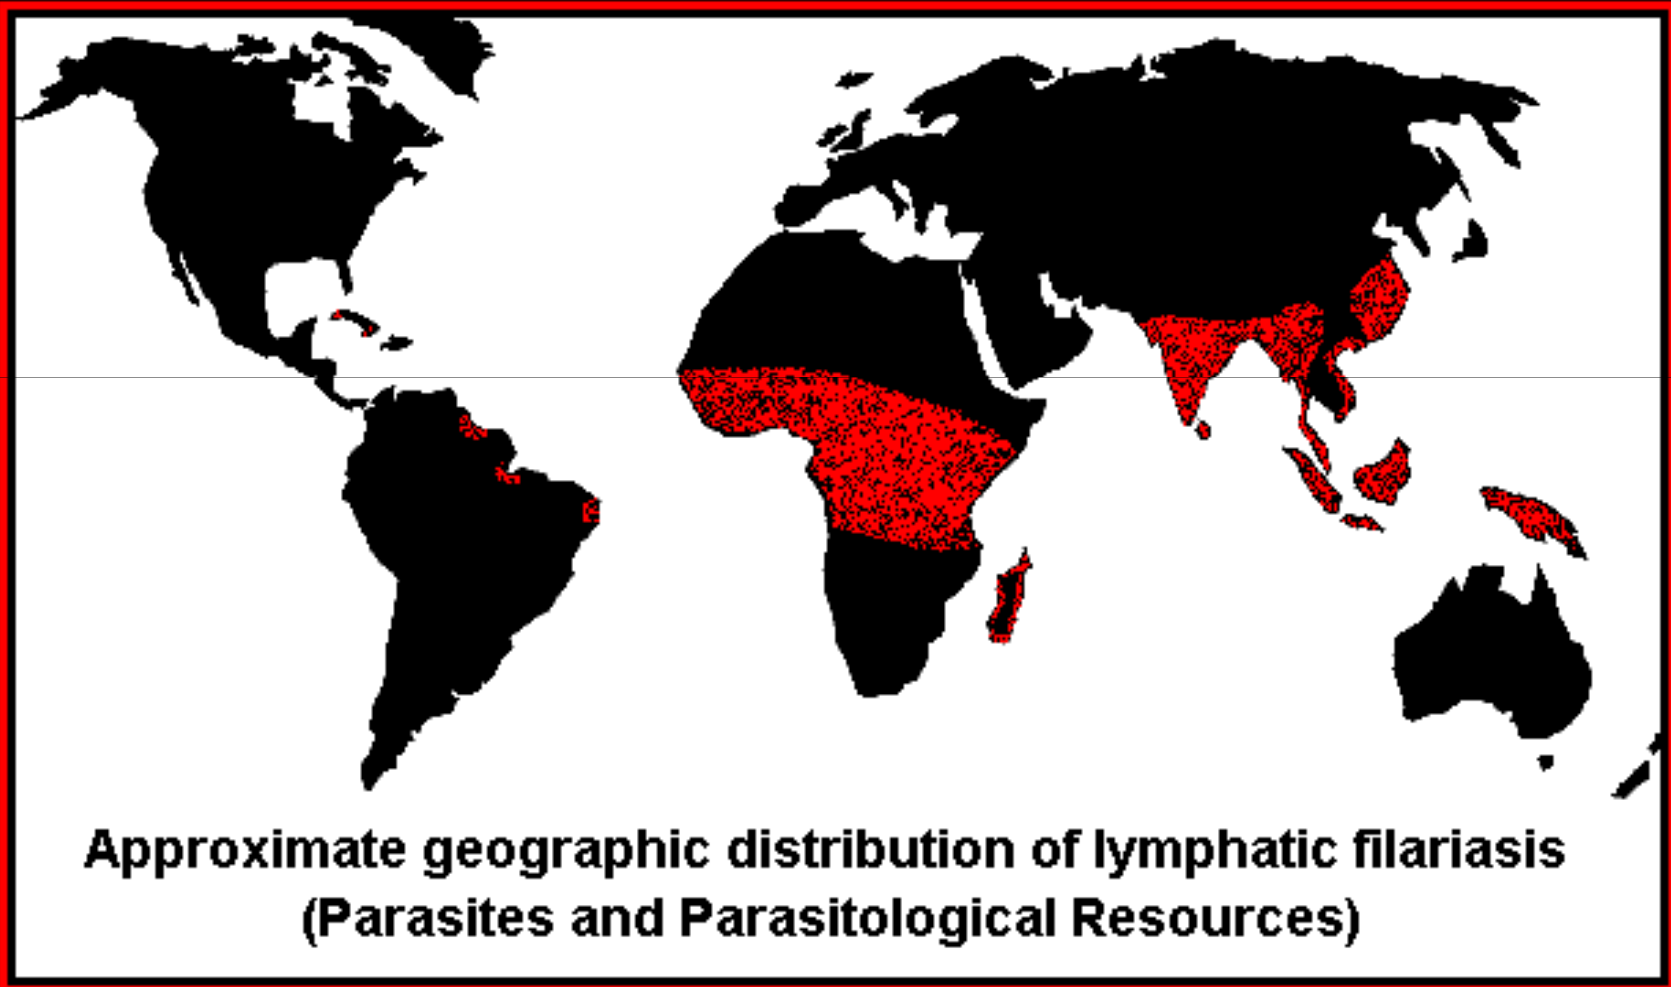 Approximate geographic distribution of lymphatic filariasis
(Parasites and Parasitological Resources)